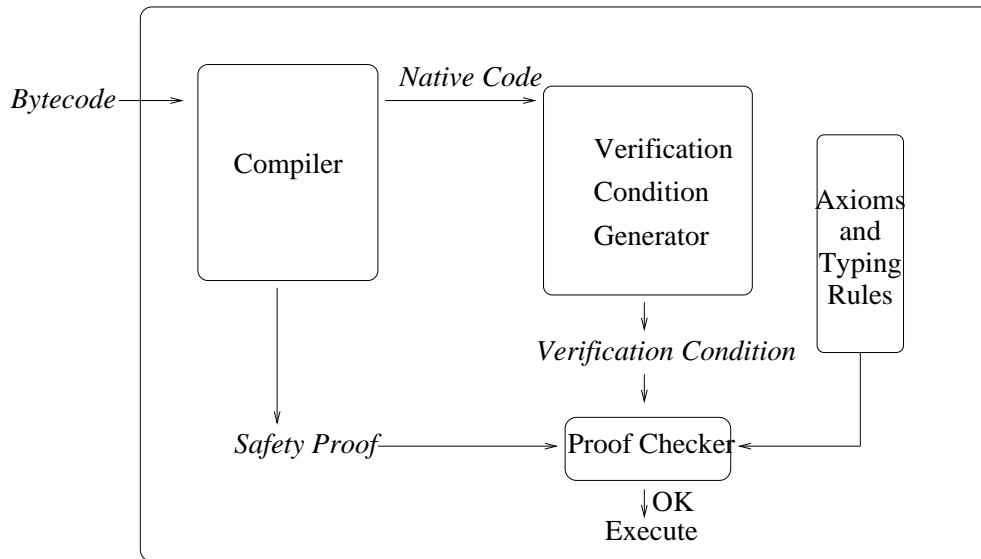 Bytecode
Native Code
Compiler
Verification
Condition
Generator
Axioms
and
Typing
Rules
Verification Condition
Safety Proof
Proof Checker
OK
Execute